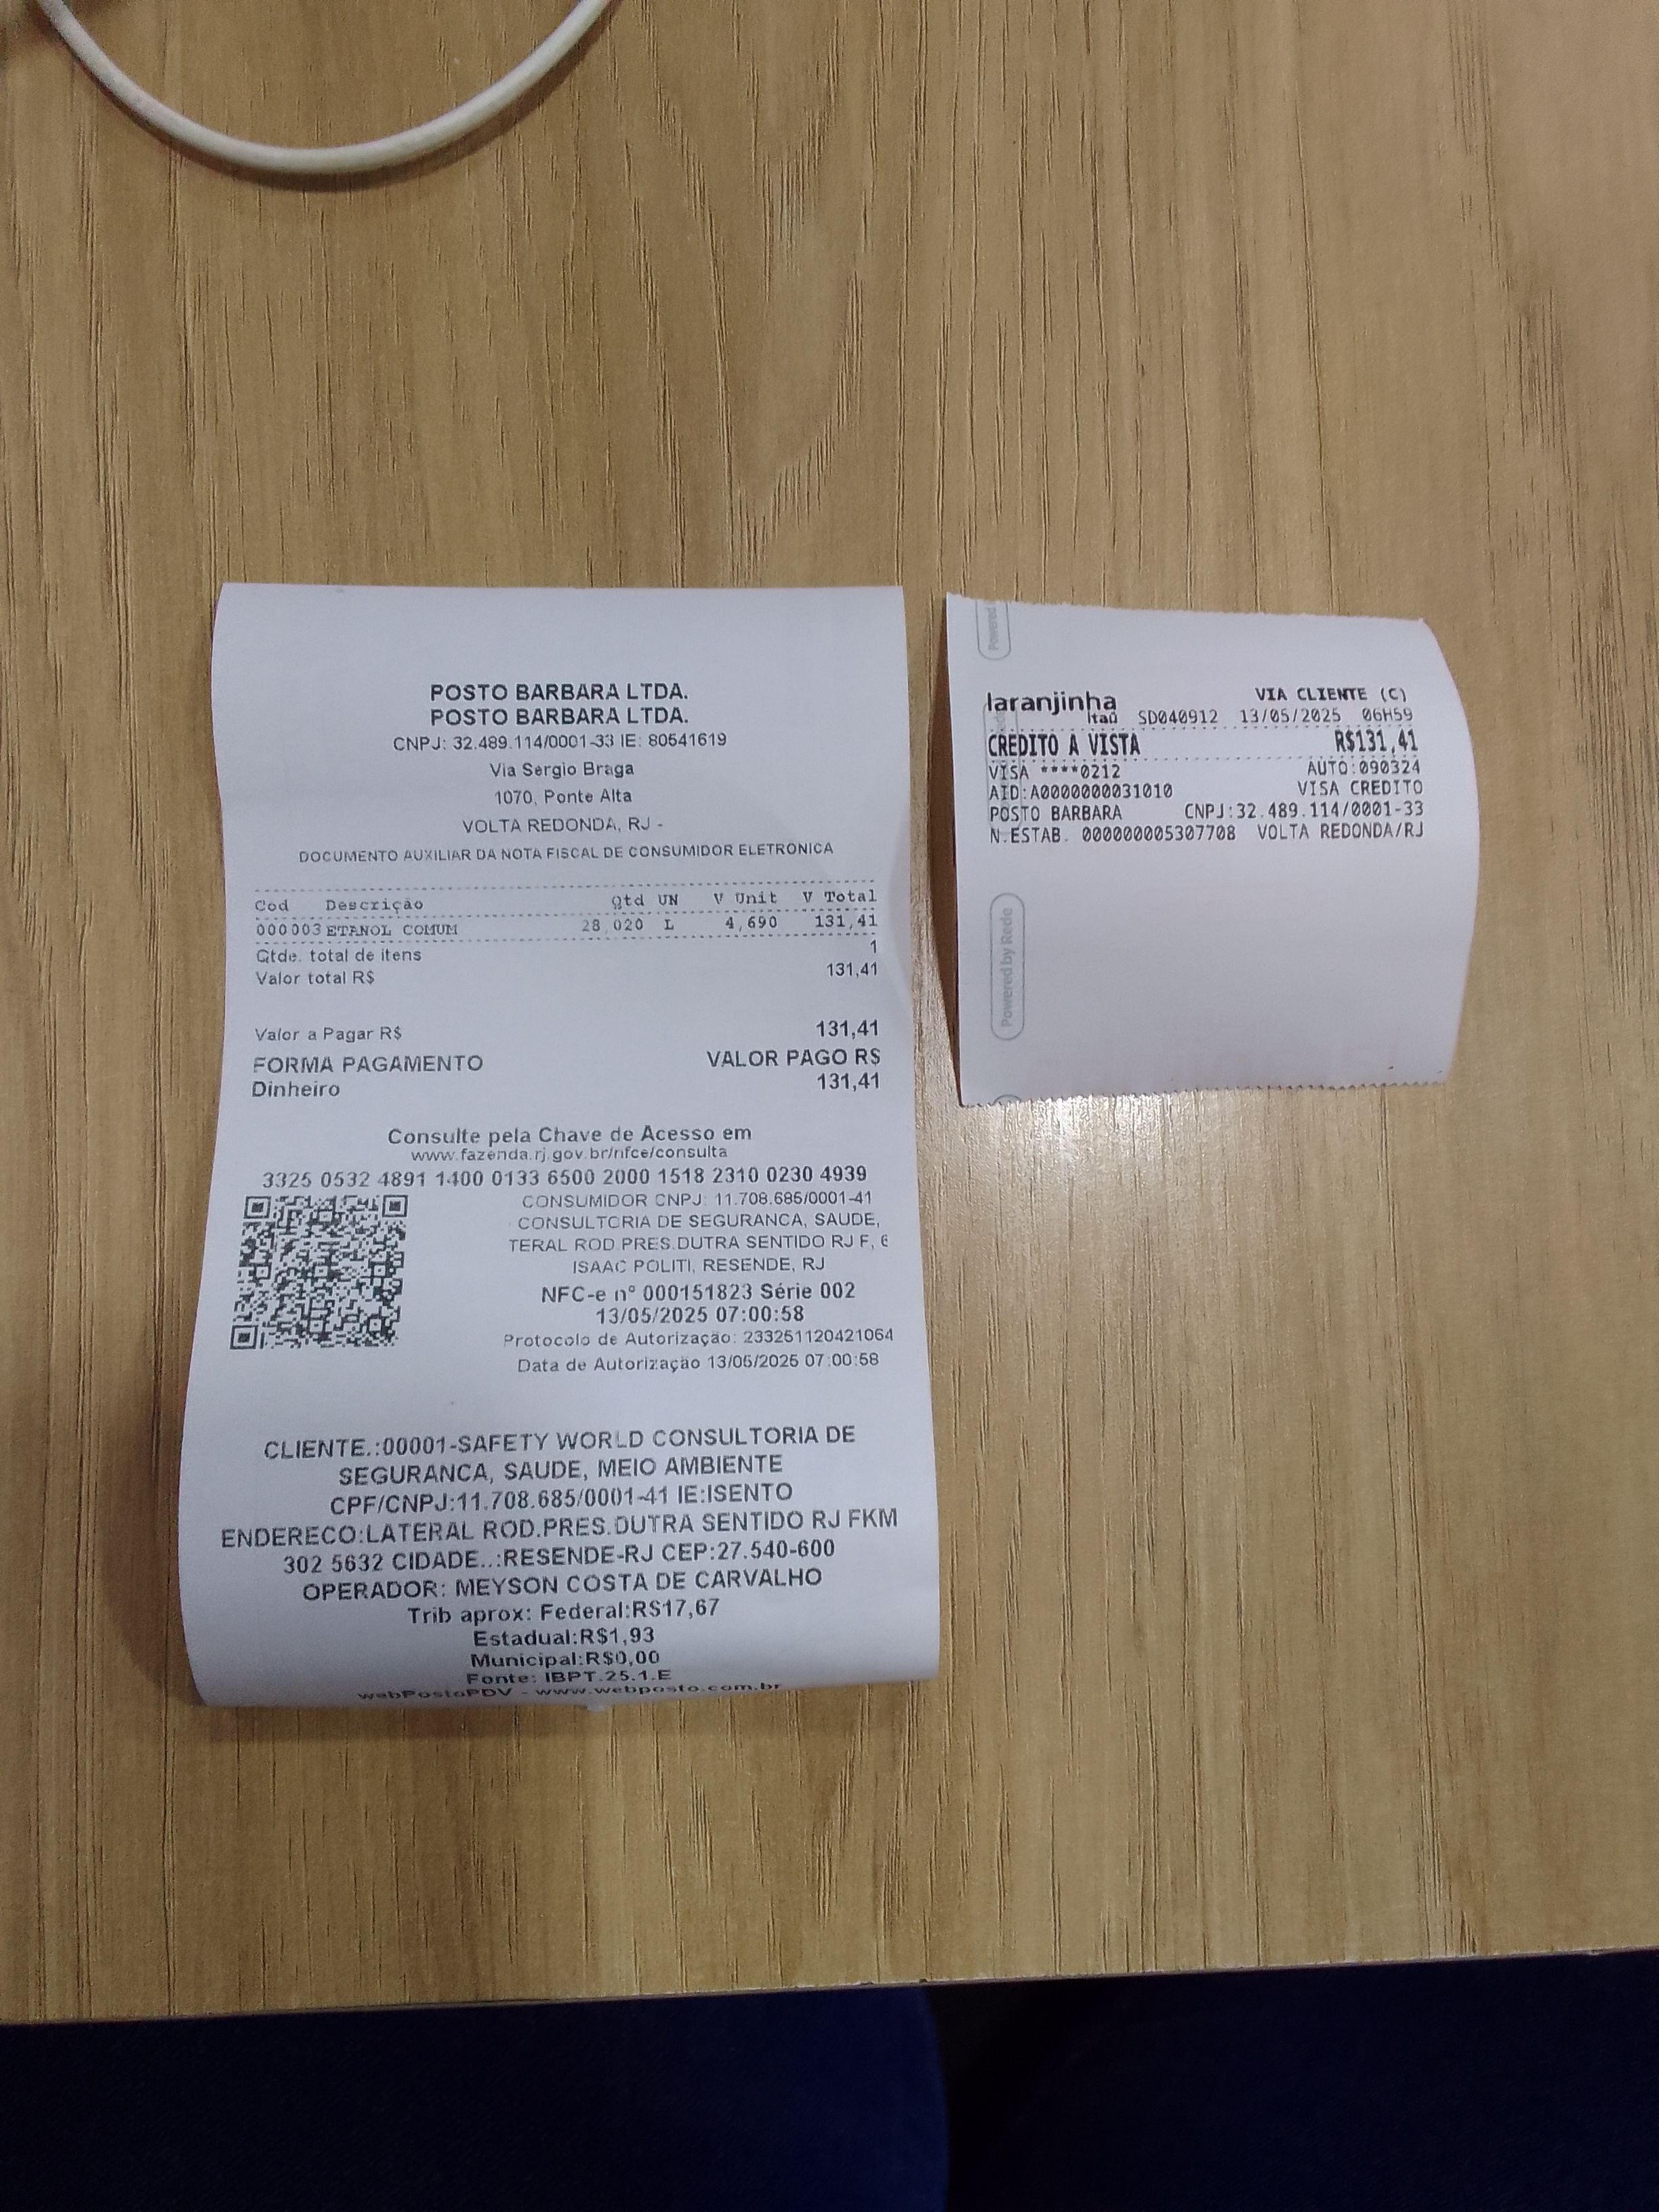 POSTO BARBARA LTDA.
POSTO BARBARA LTDA.
CNPJ: 32.489.114/0001-33 IE: 80541619
Via Sergio Braga
1070, Ponte Alta
VOLTA REDONDA, RJ -
DOCUMENTO AUXILIAR DA NOTA FISCAL DE CONSUMIDOR ELETRONICA
Cod Descrição Qtd UN V Unit V Total
000003 ETANOL COMUM 28,020 L 4,690 131,41
Qtde. total de itens 1
Valor total R$ 131,41
Valor a Pagar R$ 131,41
FORMA PAGAMENTO VALOR PAGO R$
Dinheiro 131,41
Consulte pela Chave de Acesso em
www.fazenda.rj.gov.br/nfce/consulta
3325 0532 4891 1400 0133 6500 2000 1518 2310 0230 4939
CONSUMIDOR CNPJ: 11.708.685/0001-41
CONSULTORIA DE SEGURANCA, SAUDE,
TERAL ROD.PRES.DUTRA SENTIDO RJ F, 6
ISAAC POLITI, RESENDE, RJ
NFC-e nº 000151823 Série 002
13/05/2025 07:00:58
Protocolo de Autorização: 233251120421064
Data de Autorização 13/05/2025 07:00:58
CLIENTE.:00001-SAFETY WORLD CONSULTORIA DE
SEGURANCA, SAUDE, MEIO AMBIENTE
CPF/CNPJ:11.708.685/0001-41 IE:ISENTO
ENDERECO:LATERAL ROD.PRES.DUTRA SENTIDO RJ FKM
302 5632 CIDADE..:RESENDE-RJ CEP:27.540-600
OPERADOR: MEYSON COSTA DE CARVALHO
Trib aprox: Federal:R$17,67
Estadual:R$1,93
Municipal:R$0,00
Fonte: IBPT.25.1.E
webPostoPDV - www.webposto.com.br
Powered
laranjinha VIA CLIENTE (C)
Itaú SD040912 13/05/2025 06H59
CREDITO A VISTA R$131,41
VISA ****0212 AUTO:090324
AID:A0000000031010 VISA CREDITO
POSTO BARBARA CNPJ:32.489.114/0001-33
N.ESTAB. 000000005307708 VOLTA REDONDA/RJ
Powered by Rede